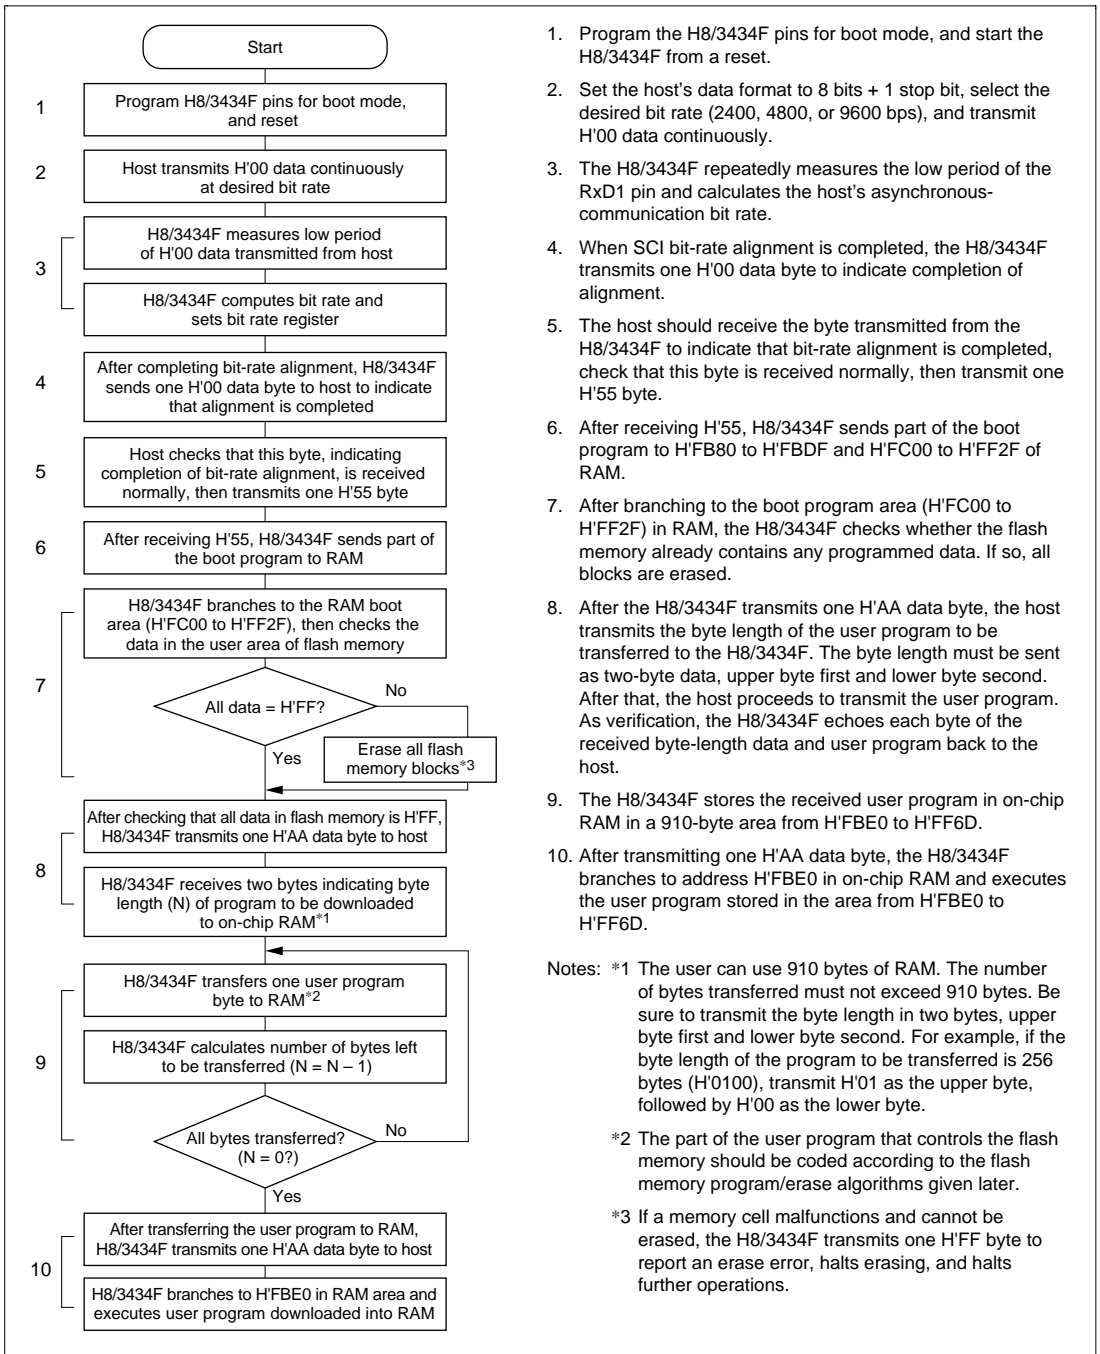 Start
1
Program H8/3434F pins for boot mode,
and reset
2
Host transmits H'00 data continuously
at desired bit rate
3
H8/3434F measures low period
of H'00 data transmitted from host
H8/3434F computes bit rate and
sets bit rate register
4
After completing bit-rate alignment, H8/3434F
sends one H'00 data byte to host to indicate
that alignment is completed
5
Host checks that this byte, indicating
completion of bit-rate alignment, is received
normally, then transmits one H'55 byte
6
After receiving H'55, H8/3434F sends part of
the boot program to RAM
7
H8/3434F branches to the RAM boot
area (H'FC00 to H'FF2F), then checks the
data in the user area of flash memory
All data = H'FF?
No
Yes
Erase all flash
memory blocks*3
8
After checking that all data in flash memory is H'FF,
H8/3434F transmits one H'AA data byte to host
H8/3434F receives two bytes indicating byte
length (N) of program to be downloaded
to on-chip RAM*1
9
H8/3434F transfers one user program
byte to RAM*2
H8/3434F calculates number of bytes left
to be transferred (N = N – 1)
All bytes transferred?
(N = 0?)
No
Yes
10
After transferring the user program to RAM,
H8/3434F transmits one H'AA data byte to host
H8/3434F branches to H'FBE0 in RAM area and
executes user program downloaded into RAM
1. Program the H8/3434F pins for boot mode, and start the
H8/3434F from a reset.
2. Set the host's data format to 8 bits + 1 stop bit, select the
desired bit rate (2400, 4800, or 9600 bps), and transmit
H'00 data continuously.
3. The H8/3434F repeatedly measures the low period of the
RxD1 pin and calculates the host's asynchronous-
communication bit rate.
4. When SCI bit-rate alignment is completed, the H8/3434F
transmits one H'00 data byte to indicate completion of
alignment.
5. The host should receive the byte transmitted from the
H8/3434F to indicate that bit-rate alignment is completed,
check that this byte is received normally, then transmit one
H'55 byte.
6. After receiving H'55, H8/3434F sends part of the boot
program to H'FB80 to H'FBDF and H'FC00 to H'FF2F of
RAM.
7. After branching to the boot program area (H'FC00 to
H'FF2F) in RAM, the H8/3434F checks whether the flash
memory already contains any programmed data. If so, all
blocks are erased.
8. After the H8/3434F transmits one H'AA data byte, the host
transmits the byte length of the user program to be
transferred to the H8/3434F. The byte length must be sent
as two-byte data, upper byte first and lower byte second.
After that, the host proceeds to transmit the user program.
As verification, the H8/3434F echoes each byte of the
received byte-length data and user program back to the
host.
9. The H8/3434F stores the received user program in on-chip
RAM in a 910-byte area from H'FBE0 to H'FF6D.
10. After transmitting one H'AA data byte, the H8/3434F
branches to address H'FBE0 in on-chip RAM and executes
the user program stored in the area from H'FBE0 to
H'FF6D.
Notes: *1 The user can use 910 bytes of RAM. The number
of bytes transferred must not exceed 910 bytes. Be
sure to transmit the byte length in two bytes, upper
byte first and lower byte second. For example, if the
byte length of the program to be transferred is 256
bytes (H'0100), transmit H'01 as the upper byte,
followed by H'00 as the lower byte.
*2 The part of the user program that controls the flash
memory should be coded according to the flash
memory program/erase algorithms given later.
*3 If a memory cell malfunctions and cannot be
erased, the H8/3434F transmits one H'FF byte to
report an erase error, halts erasing, and halts
further operations.